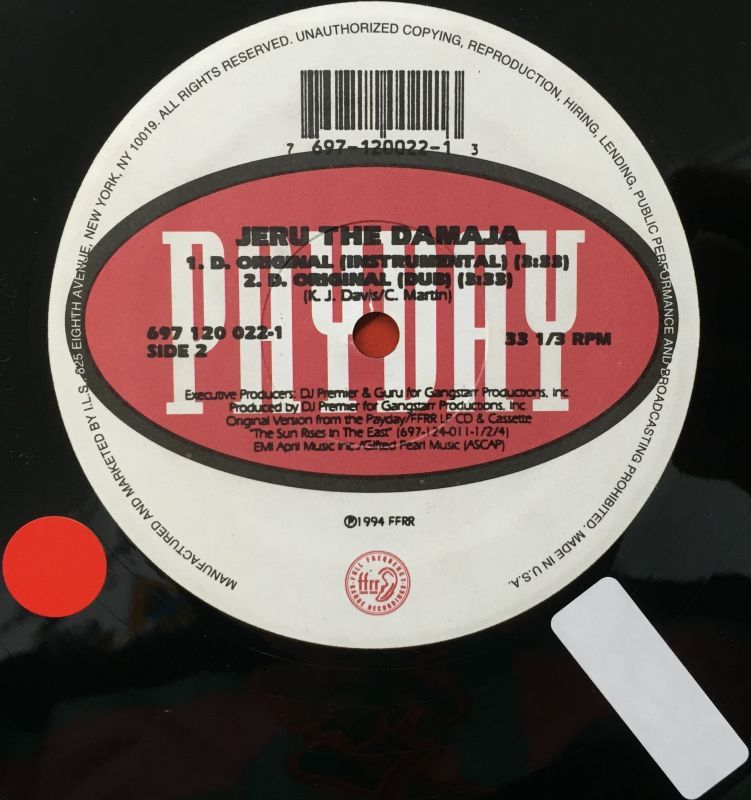 MANUFACTURED AND MARKETED BY I.L.S., 825 EIGHTH AVENUE, NEW YORK, NY 10019. ALL RIGHTS RESERVED. UNAUTHORIZED COPYING, REPRODUCTION, HIRING, LENDING, PUBLIC PERFORMANCE AND BROADCASTING PROHIBITED. MADE IN U.S.A.
7 697-120022-1 3
PAYDAY
JERU THE DAMAJA
1. D. ORIGINAL (INSTRUMENTAL) (3:33)
2. D. ORIGINAL (DUB) (3:33)
(K. J. Davis/C. Martin)
697 120 022-1
SIDE 2
33 1/3 RPM
Executive Producers: DJ Premier & Guru for Gangstarr Productions, Inc.
Produced by DJ Premier for Gangstarr Productions, Inc.
Original Version from the Payday/FFRR LP CD & Cassette
"The Sun Rises In The East" (697-124-011-1/2/4)
EMI April Music Inc./Gifted Pearl Music (ASCAP)
℗1994 FFRR
FULL FREQUENCY
ffrr
RANGE RECORDINGS